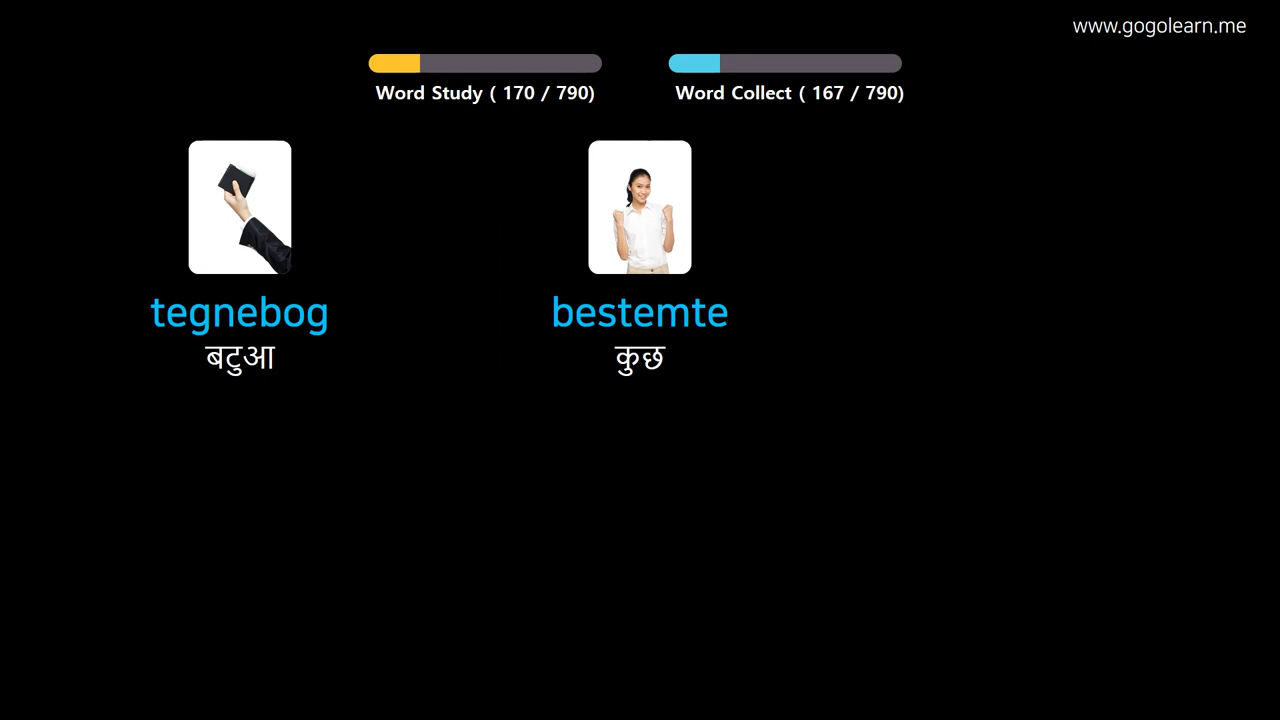 www.gogolearn.me
Word Study ( 170 / 790)
Word Collect ( 167 / 790)
tegnebog
बटुआ
bestemte
कुछ